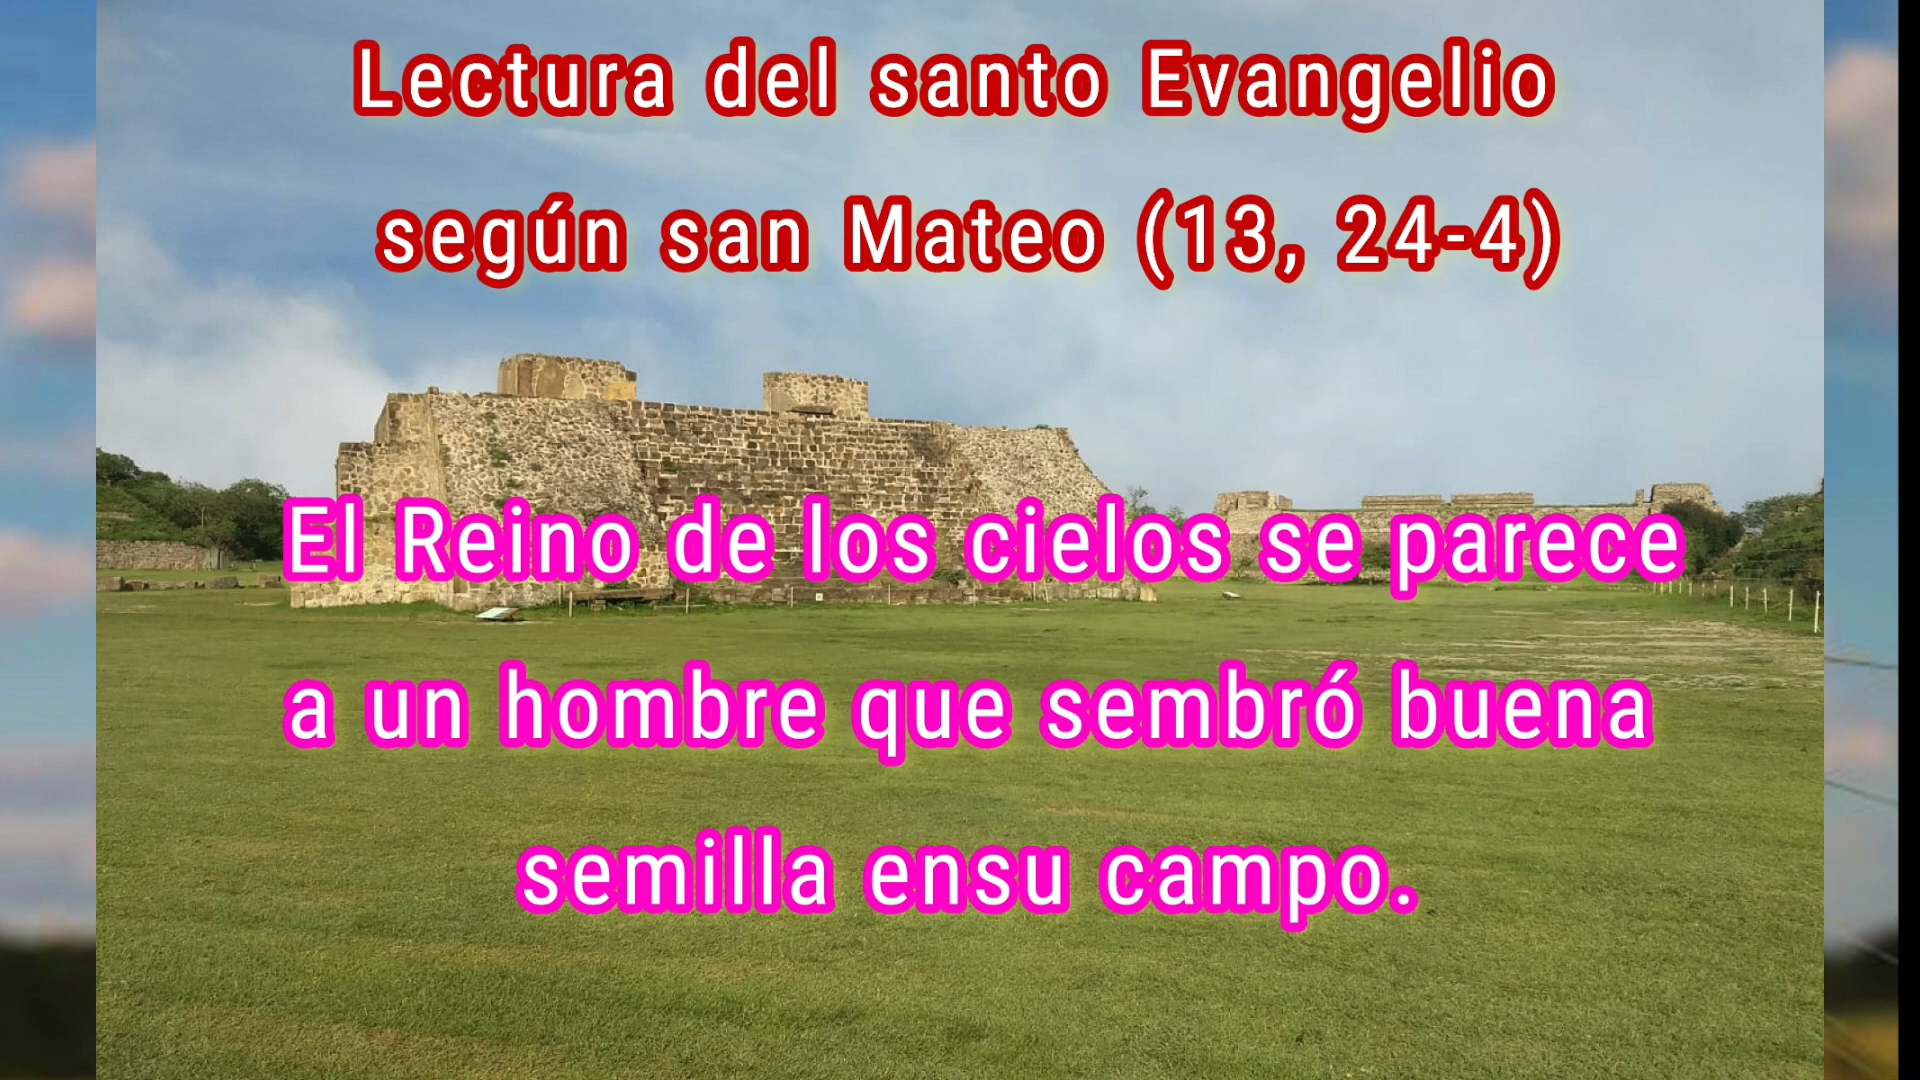 Lectura del santo Evangelio
según san Mateo (13, 24-4)
El Reino de los cielos se parece
a un hombre que sembró buena
semilla ensu campo.